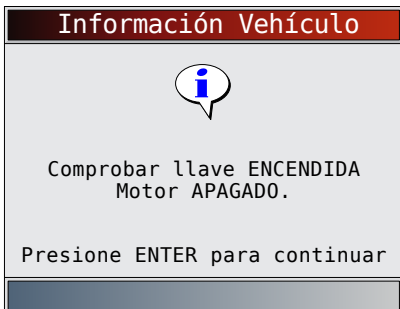 Información Vehículo
i
Comprobar llave ENCENDIDA
Motor APAGADO.
Presione ENTER para continuar